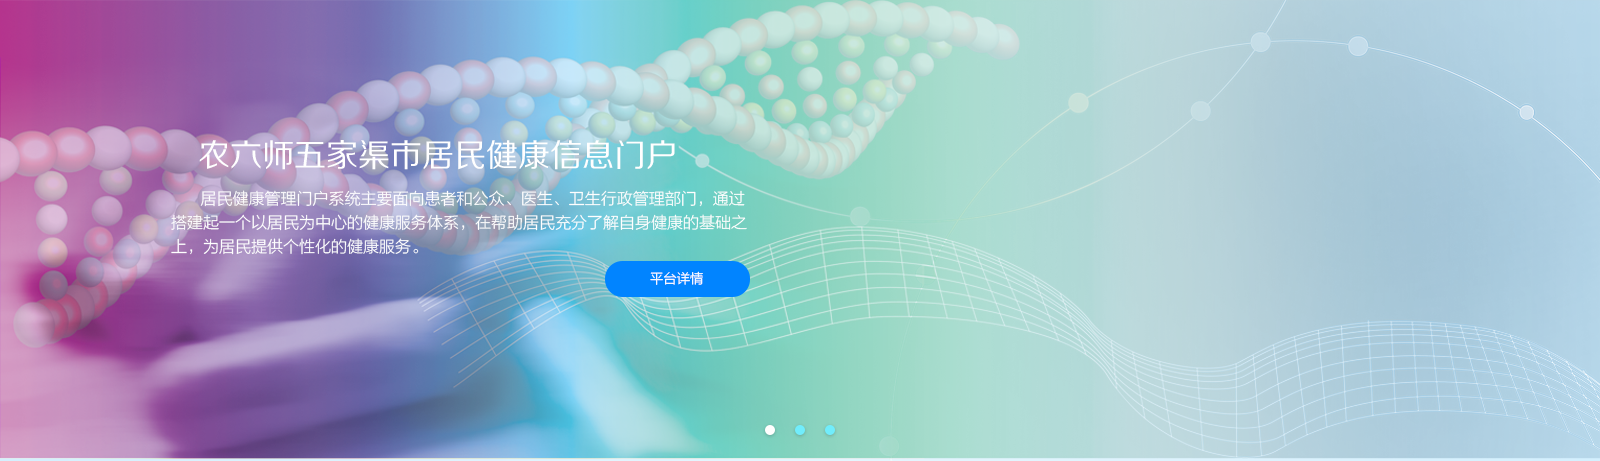 农六师五家渠市居民健康信息门户
居民健康管理门户系统主要面向患者和公众、医生、卫生行政管理部门，通过
搭建起一个以居民为中心的健康服务体系，在帮助居民充分了解自身健康的基础之
上，为居民提供个性化的健康服务。
平台详情